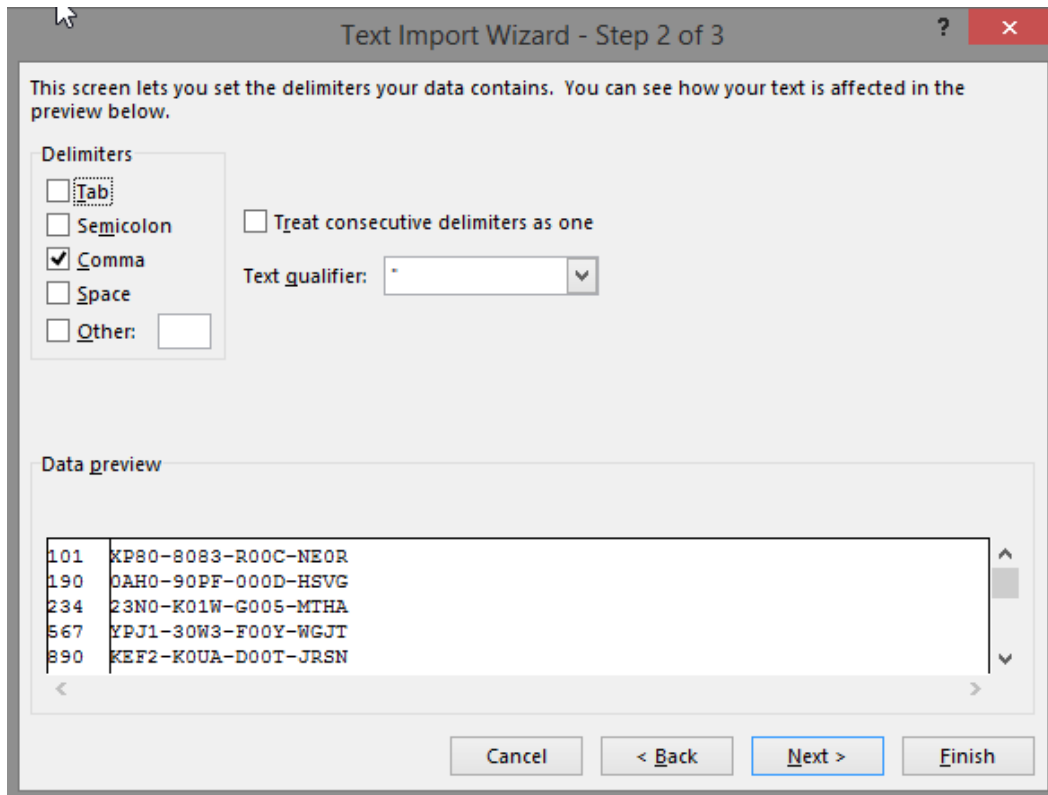 Text Import Wizard - Step 2 of 3
?
This screen lets you set the delimiters your data contains. You can see how your text is affected in the
preview below.
Delimiters
Tab
Semicolon
Comma
Space
Other:
Treat consecutive delimiters as one
Text qualifier: "
Data preview
101 XP80-8083-R00C-NE0R
190 0AH0-90PF-000D-HSVG
234 23N0-K01W-G005-MTHA
567 YPJ1-30W3-F00Y-WGJT
890 KEF2-K0UA-D00T-JRSN
Cancel
< Back
Next >
Finish